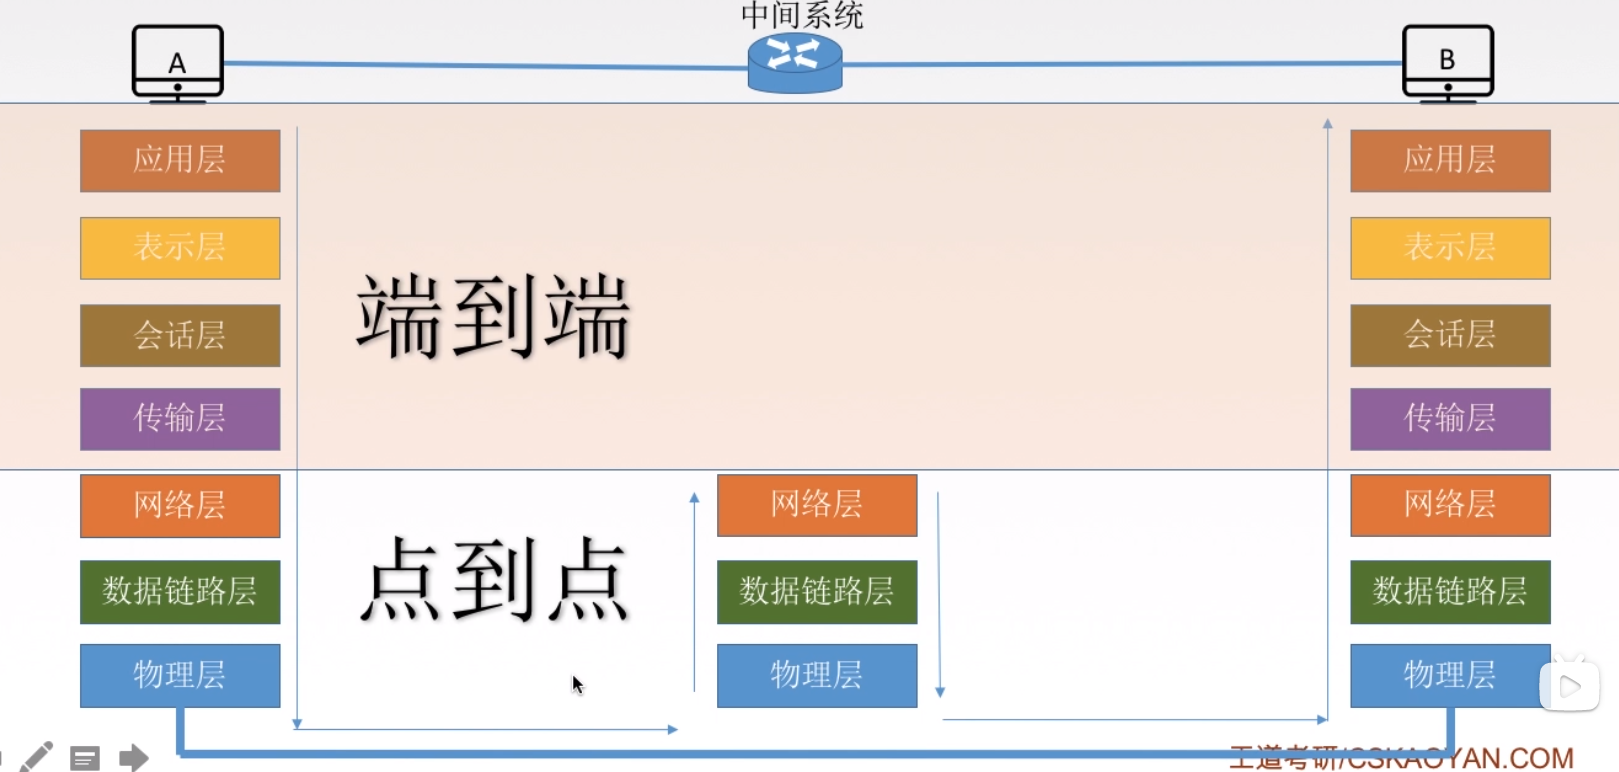 中间系统
A
B
应用层
应用层
表示层
表示层
端到端
会话层
会话层
传输层
传输层
网络层
网络层
网络层
点到点
数据链路层
数据链路层
数据链路层
物理层
物理层
物理层
王道考研/CSKAOYAN.COM